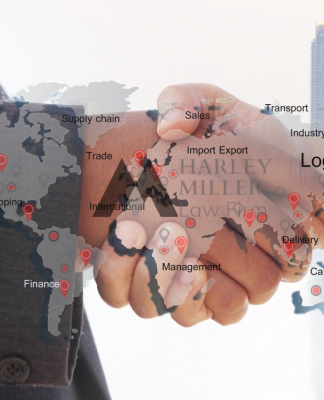 Transport
Supply chain
Sales
Industry
Import Export
Trade
Log
HARLEY
MILLER
Law Firm
pping
International
Delivery
Management
Ca
Finance